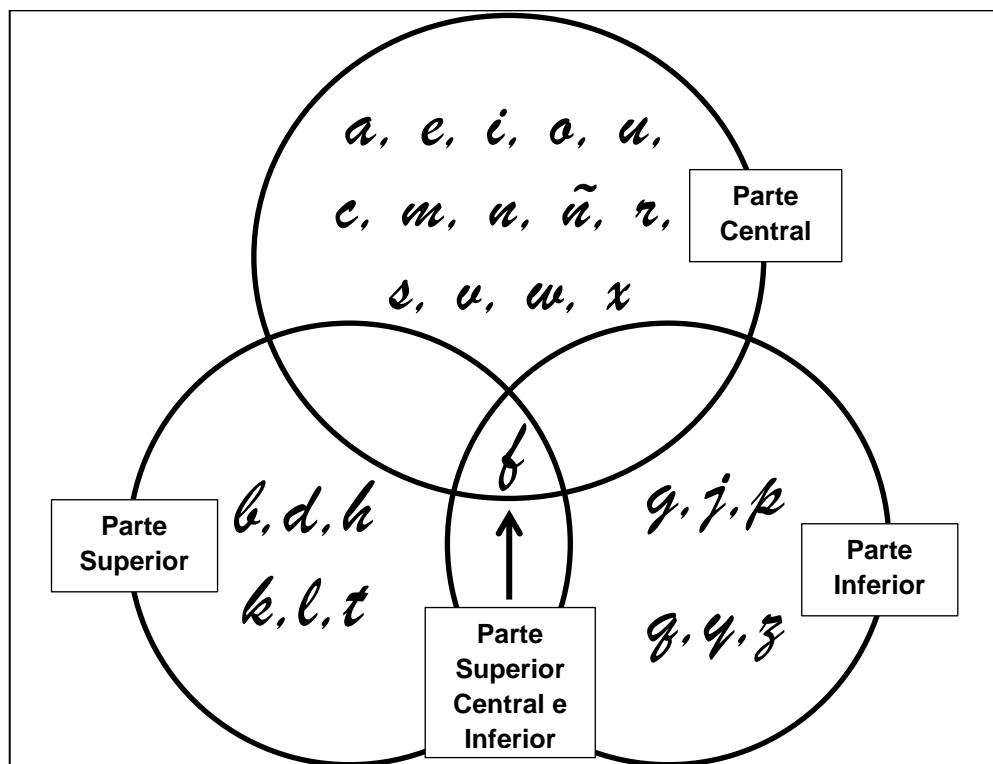 a, e, i, o, u,
c, m, n, ñ, r,
s, v, w, x
Parte
Central
f
b, d, h
k, l, t
Parte
Superior
g, j, p
q, y, z
Parte
Inferior
Parte
Superior
Central e
Inferior